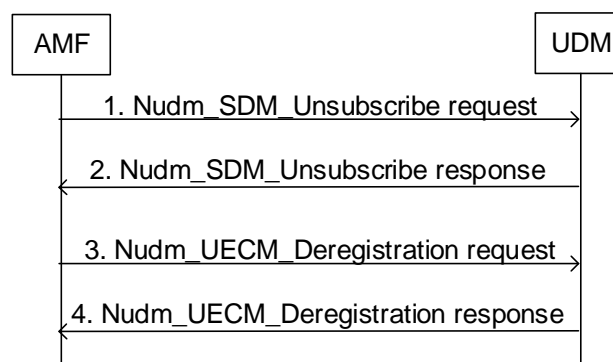 AMF
UDM
1. Nudm_SDM_Unsubscribe request
2. Nudm_SDM_Unsubscribe response
3. Nudm_UECM_Deregistration request
4. Nudm_UECM_Deregistration response